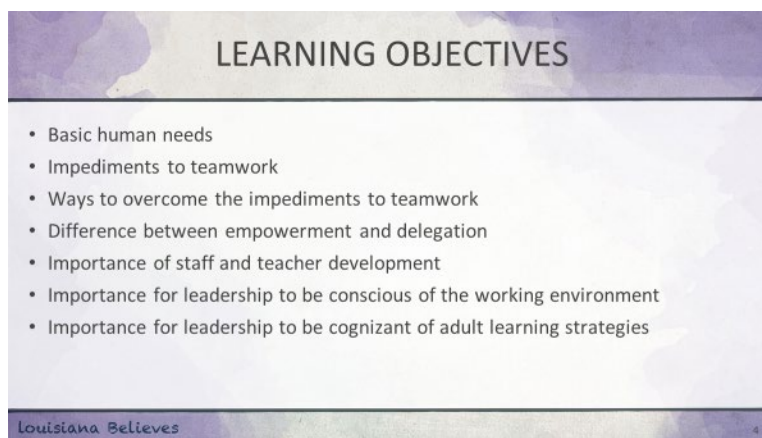 LEARNING OBJECTIVES
• Basic human needs
• Impediments to teamwork
• Ways to overcome the impediments to teamwork
• Difference between empowerment and delegation
• Importance of staff and teacher development
• Importance for leadership to be conscious of the working environment
• Importance for leadership to be cognizant of adult learning strategies
Louisiana Believes
4